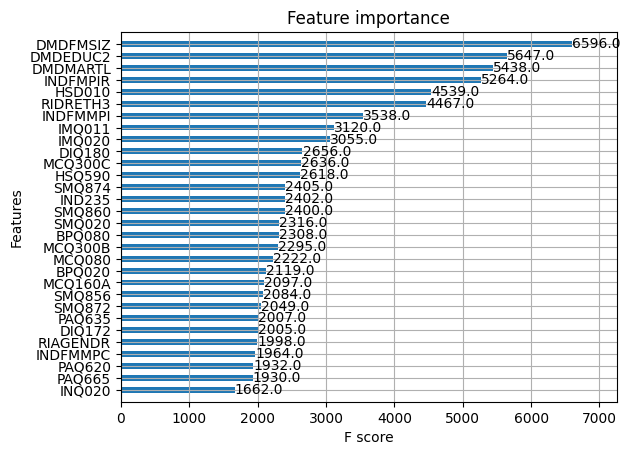 Feature importance
Features
DMDFMSIZ 6596.0
DMDEDUC2 5647.0
DMDMARTL 5438.0
INDFMPIR 5264.0
HSD010 4539.0
RIDRETH3 4467.0
INDFMMPI 3538.0
IMQ011 3120.0
IMQ020 3055.0
DIQ180 2656.0
MCQ300C 2636.0
HSQ590 2618.0
SMQ874 2405.0
IND235 2402.0
SMQ860 2400.0
SMQ020 2316.0
BPQ080 2308.0
MCQ300B 2295.0
MCQ080 2222.0
BPQ020 2119.0
MCQ160A 2097.0
SMQ856 2084.0
SMQ872 2049.0
PAQ635 2007.0
DIQ172 2005.0
RIAGENDR 1998.0
INDFMMPC 1964.0
PAQ620 1932.0
PAQ665 1930.0
INQ020 1662.0
0 1000 2000 3000 4000 5000 6000 7000
F score